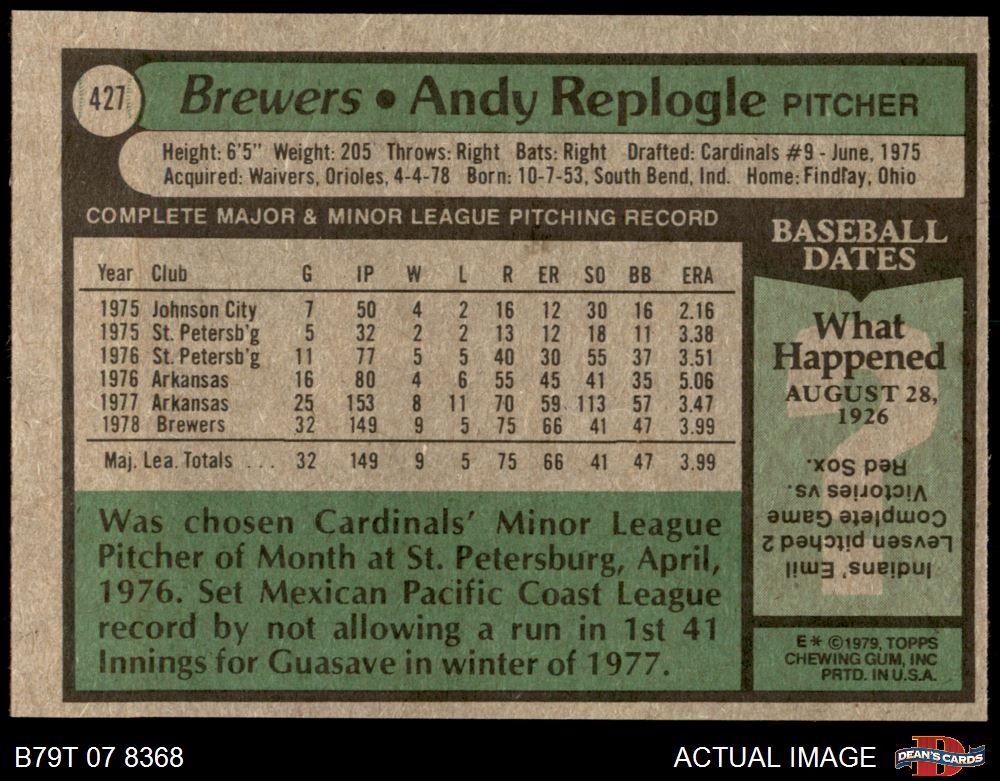 427
Brewers • Andy Replogle PITCHER
Height: 6'5" Weight: 205 Throws: Right Bats: Right Drafted: Cardinals #9 - June, 1975
Acquired: Waivers, Orioles, 4-4-78 Born: 10-7-53, South Bend, Ind. Home: Findlay, Ohio
COMPLETE MAJOR & MINOR LEAGUE PITCHING RECORD
Year Club G IP W L R ER SO BB ERA
1975 Johnson City 7 50 4 2 16 12 30 16 2.16
1975 St. Petersb'g 5 32 2 2 13 12 18 11 3.38
1976 St. Petersb'g 11 77 5 5 40 30 55 37 3.51
1976 Arkansas 16 80 4 6 55 45 41 35 5.06
1977 Arkansas 25 153 8 11 70 59 113 57 3.47
1978 Brewers 32 149 9 5 75 66 41 47 3.99
Maj. Lea. Totals ... 32 149 9 5 75 66 41 47 3.99
Was chosen Cardinals' Minor League
Pitcher of Month at St. Petersburg, April,
1976. Set Mexican Pacific Coast League
record by not allowing a run in 1st 41
Innings for Guasave in winter of 1977.
BASEBALL
DATES
What
Happened
AUGUST 28,
1926
Indians' Emil
Levsen pitched 2
Complete Game
Victories vs.
Red Sox.
E* ©1979, TOPPS
CHEWING GUM, INC
PRTD. IN U.S.A.
B79T 07 8368
ACTUAL IMAGE
DEAN'S CARDS